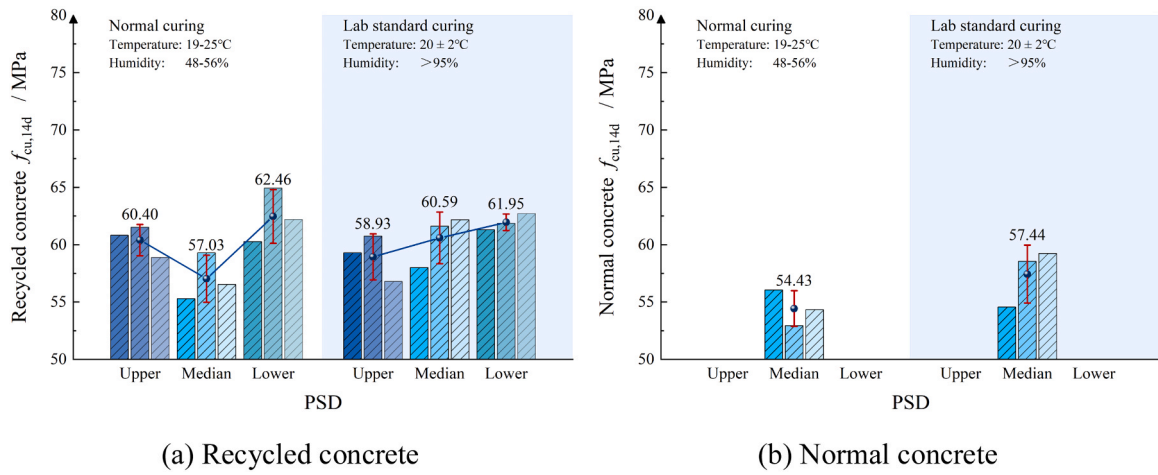 Recycled concrete fcu,14d / MPa
80
75
70
65
60
55
50
Normal curing
Temperature: 19-25℃
Humidity: 48-56%
Lab standard curing
Temperature: 20 ± 2℃
Humidity: ＞95%
60.40
57.03
62.46
58.93
60.59
61.95
Upper Median Lower Upper Median Lower
PSD
(a) Recycled concrete
Normal concrete fcu,14d / MPa
80
75
70
65
60
55
50
Normal curing
Temperature: 19-25℃
Humidity: 48-56%
Lab standard curing
Temperature: 20 ± 2℃
Humidity: ＞95%
54.43
57.44
Upper Median Lower Upper Median Lower
PSD
(b) Normal concrete